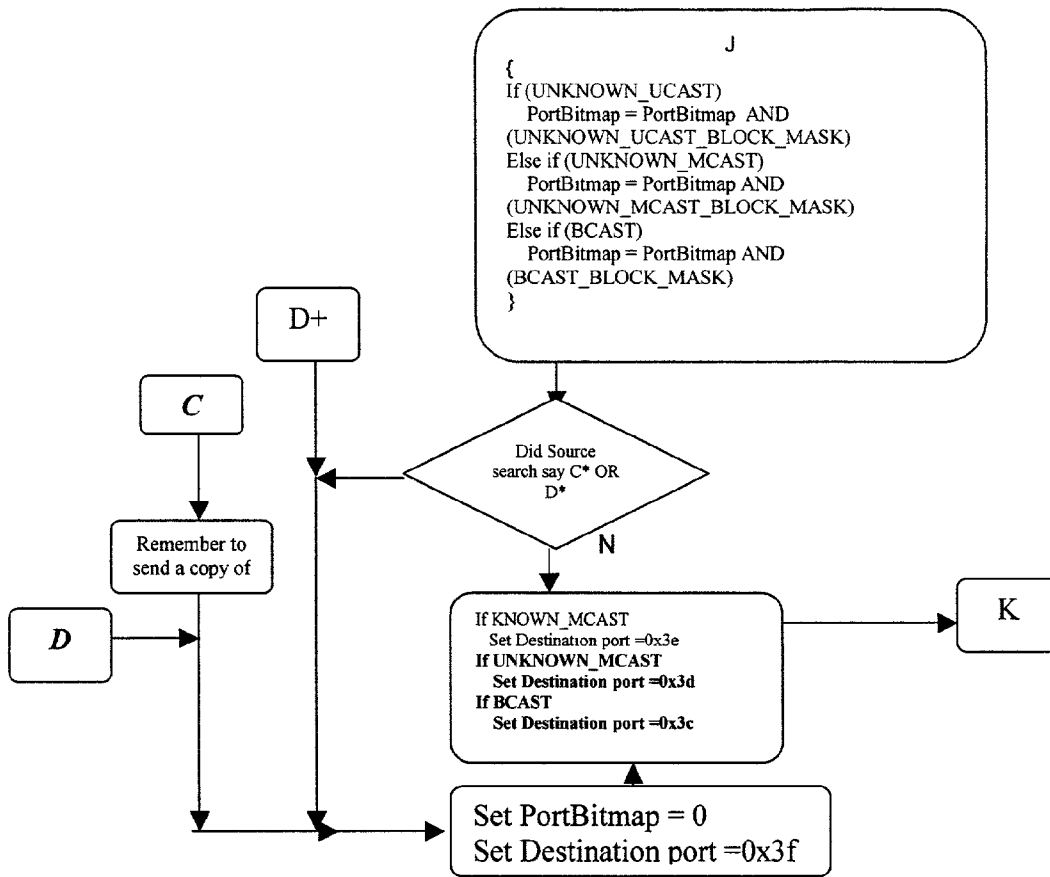 J
{
If (UNKNOWN_UCAST)
PortBitmap = PortBitmap AND
(UNKNOWN_UCAST_BLOCK_MASK)
Else if (UNKNOWN_MCAST)
PortBitmap = PortBitmap AND
(UNKNOWN_MCAST_BLOCK_MASK)
Else if (BCAST)
PortBitmap = PortBitmap AND
(BCAST_BLOCK_MASK)
}
D+
C
Did Source
search say C* OR
D*
N
Remember to
send a copy of
D
If KNOWN_MCAST
Set Destination port =0x3e
If UNKNOWN_MCAST
Set Destination port =0x3d
If BCAST
Set Destination port =0x3c
K
Set PortBitmap = 0
Set Destination port =0x3f